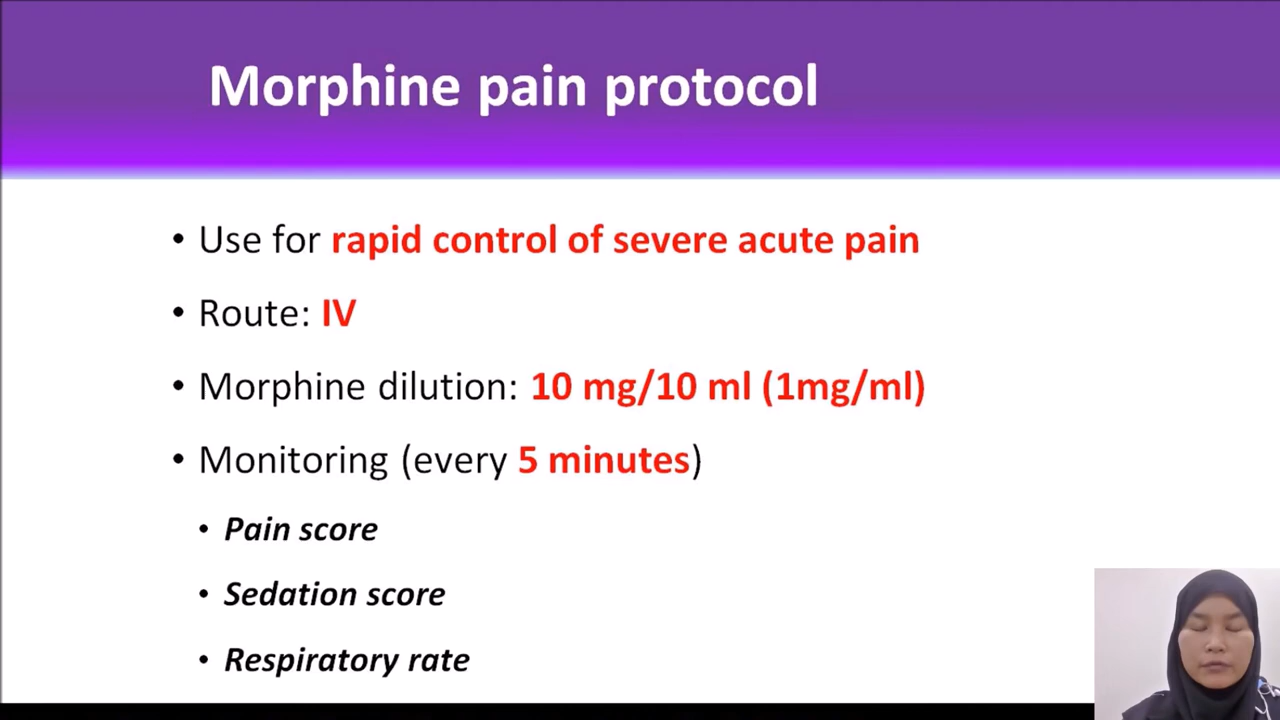 Morphine pain protocol
• Use for rapid control of severe acute pain
• Route: IV
• Morphine dilution: 10 mg/10 ml (1mg/ml)
• Monitoring (every 5 minutes)
• Pain score
• Sedation score
• Respiratory rate